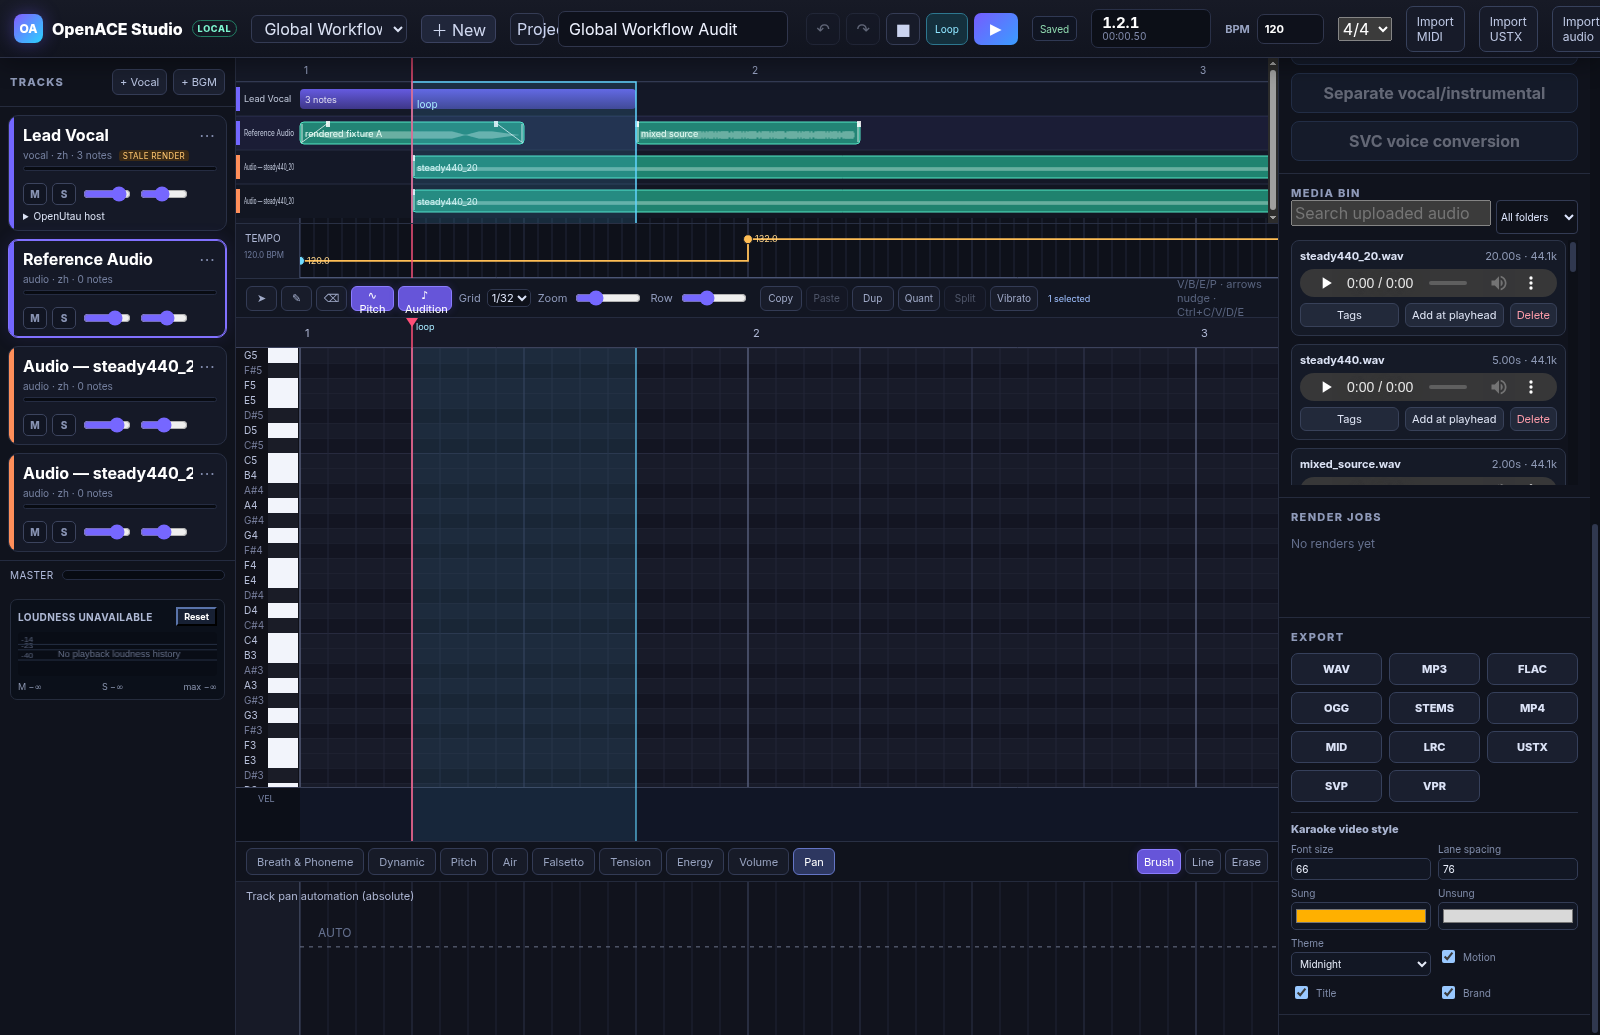 OA OpenACE Studio LOCAL Global Workflow + New Projec Global Workflow Audit ↶ ↷ ■ Loop ▶ Saved 1.2.1 00:00.50 BPM 120 4/4 Import MIDI Import USTX Import audio
TRACKS + Vocal + BGM
Lead Vocal ...
vocal · zh · 3 notes STALE RENDER
M S
▶ OpenUtau host
Reference Audio ...
audio · zh · 0 notes
M S
Audio — steady440_2 ...
audio · zh · 0 notes
M S
Audio — steady440_2 ...
audio · zh · 0 notes
M S
MASTER
LOUDNESS UNAVAILABLE Reset
-14
-23
-40
No playback loudness history
M −∞ S −∞ max −∞
1 2 3
Lead Vocal 3 notes loop
Reference Audio rendered fixture A mixed source
Audio — steady440_20 steady440_20
Audio — steady440_20 steady440_20
TEMPO
120.0 BPM
120.0
132.0
➤ ✎ ⌫ ∿ Pitch ♪ Audition Grid 1/32 Zoom Row Copy Paste Dup Quant Split Vibrato 1 selected
V/B/E/P · arrows
nudge ·
Ctrl+C/V/D/E
1 loop 2 3
G5
F#5
F5
E5
D#5
D5
C#5
C5
B4
A#4
A4
G#4
G4
F#4
F4
E4
D#4
D4
C#4
C4
B3
A#3
A3
G#3
G3
F#3
F3
E3
D#3
VEL
Breath & Phoneme Dynamic Pitch Air Falsetto Tension Energy Volume Pan Brush Line Erase
Track pan automation (absolute)
AUTO
Separate vocal/instrumental
SVC voice conversion
MEDIA BIN
Search uploaded audio All folders
steady440_20.wav 20.00s · 44.1k
0:00 / 0:00
Tags Add at playhead Delete
steady440.wav 5.00s · 44.1k
0:00 / 0:00
Tags Add at playhead Delete
mixed_source.wav 2.00s · 44.1k
RENDER JOBS
No renders yet
EXPORT
WAV MP3 FLAC
OGG STEMS MP4
MID LRC USTX
SVP VPR
Karaoke video style
Font size Lane spacing
66 76
Sung Unsung
Theme
Midnight Motion
Title Brand